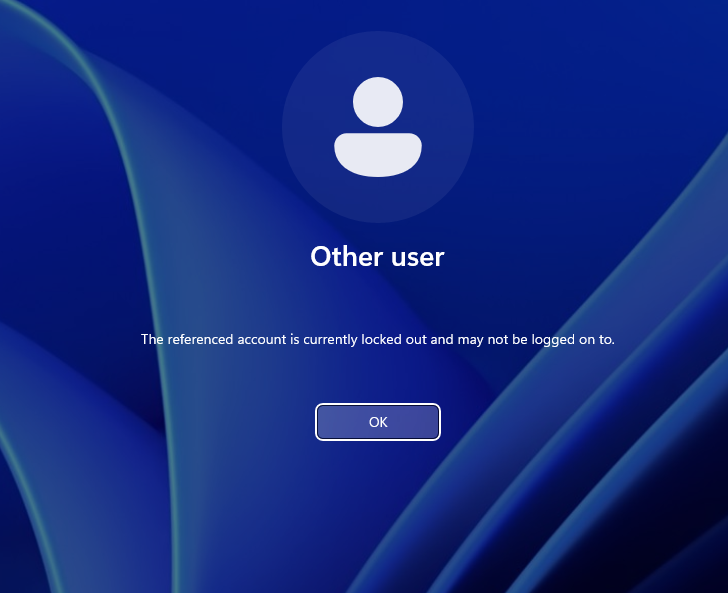 Other user
The referenced account is currently locked out and may not be logged on to.
OK